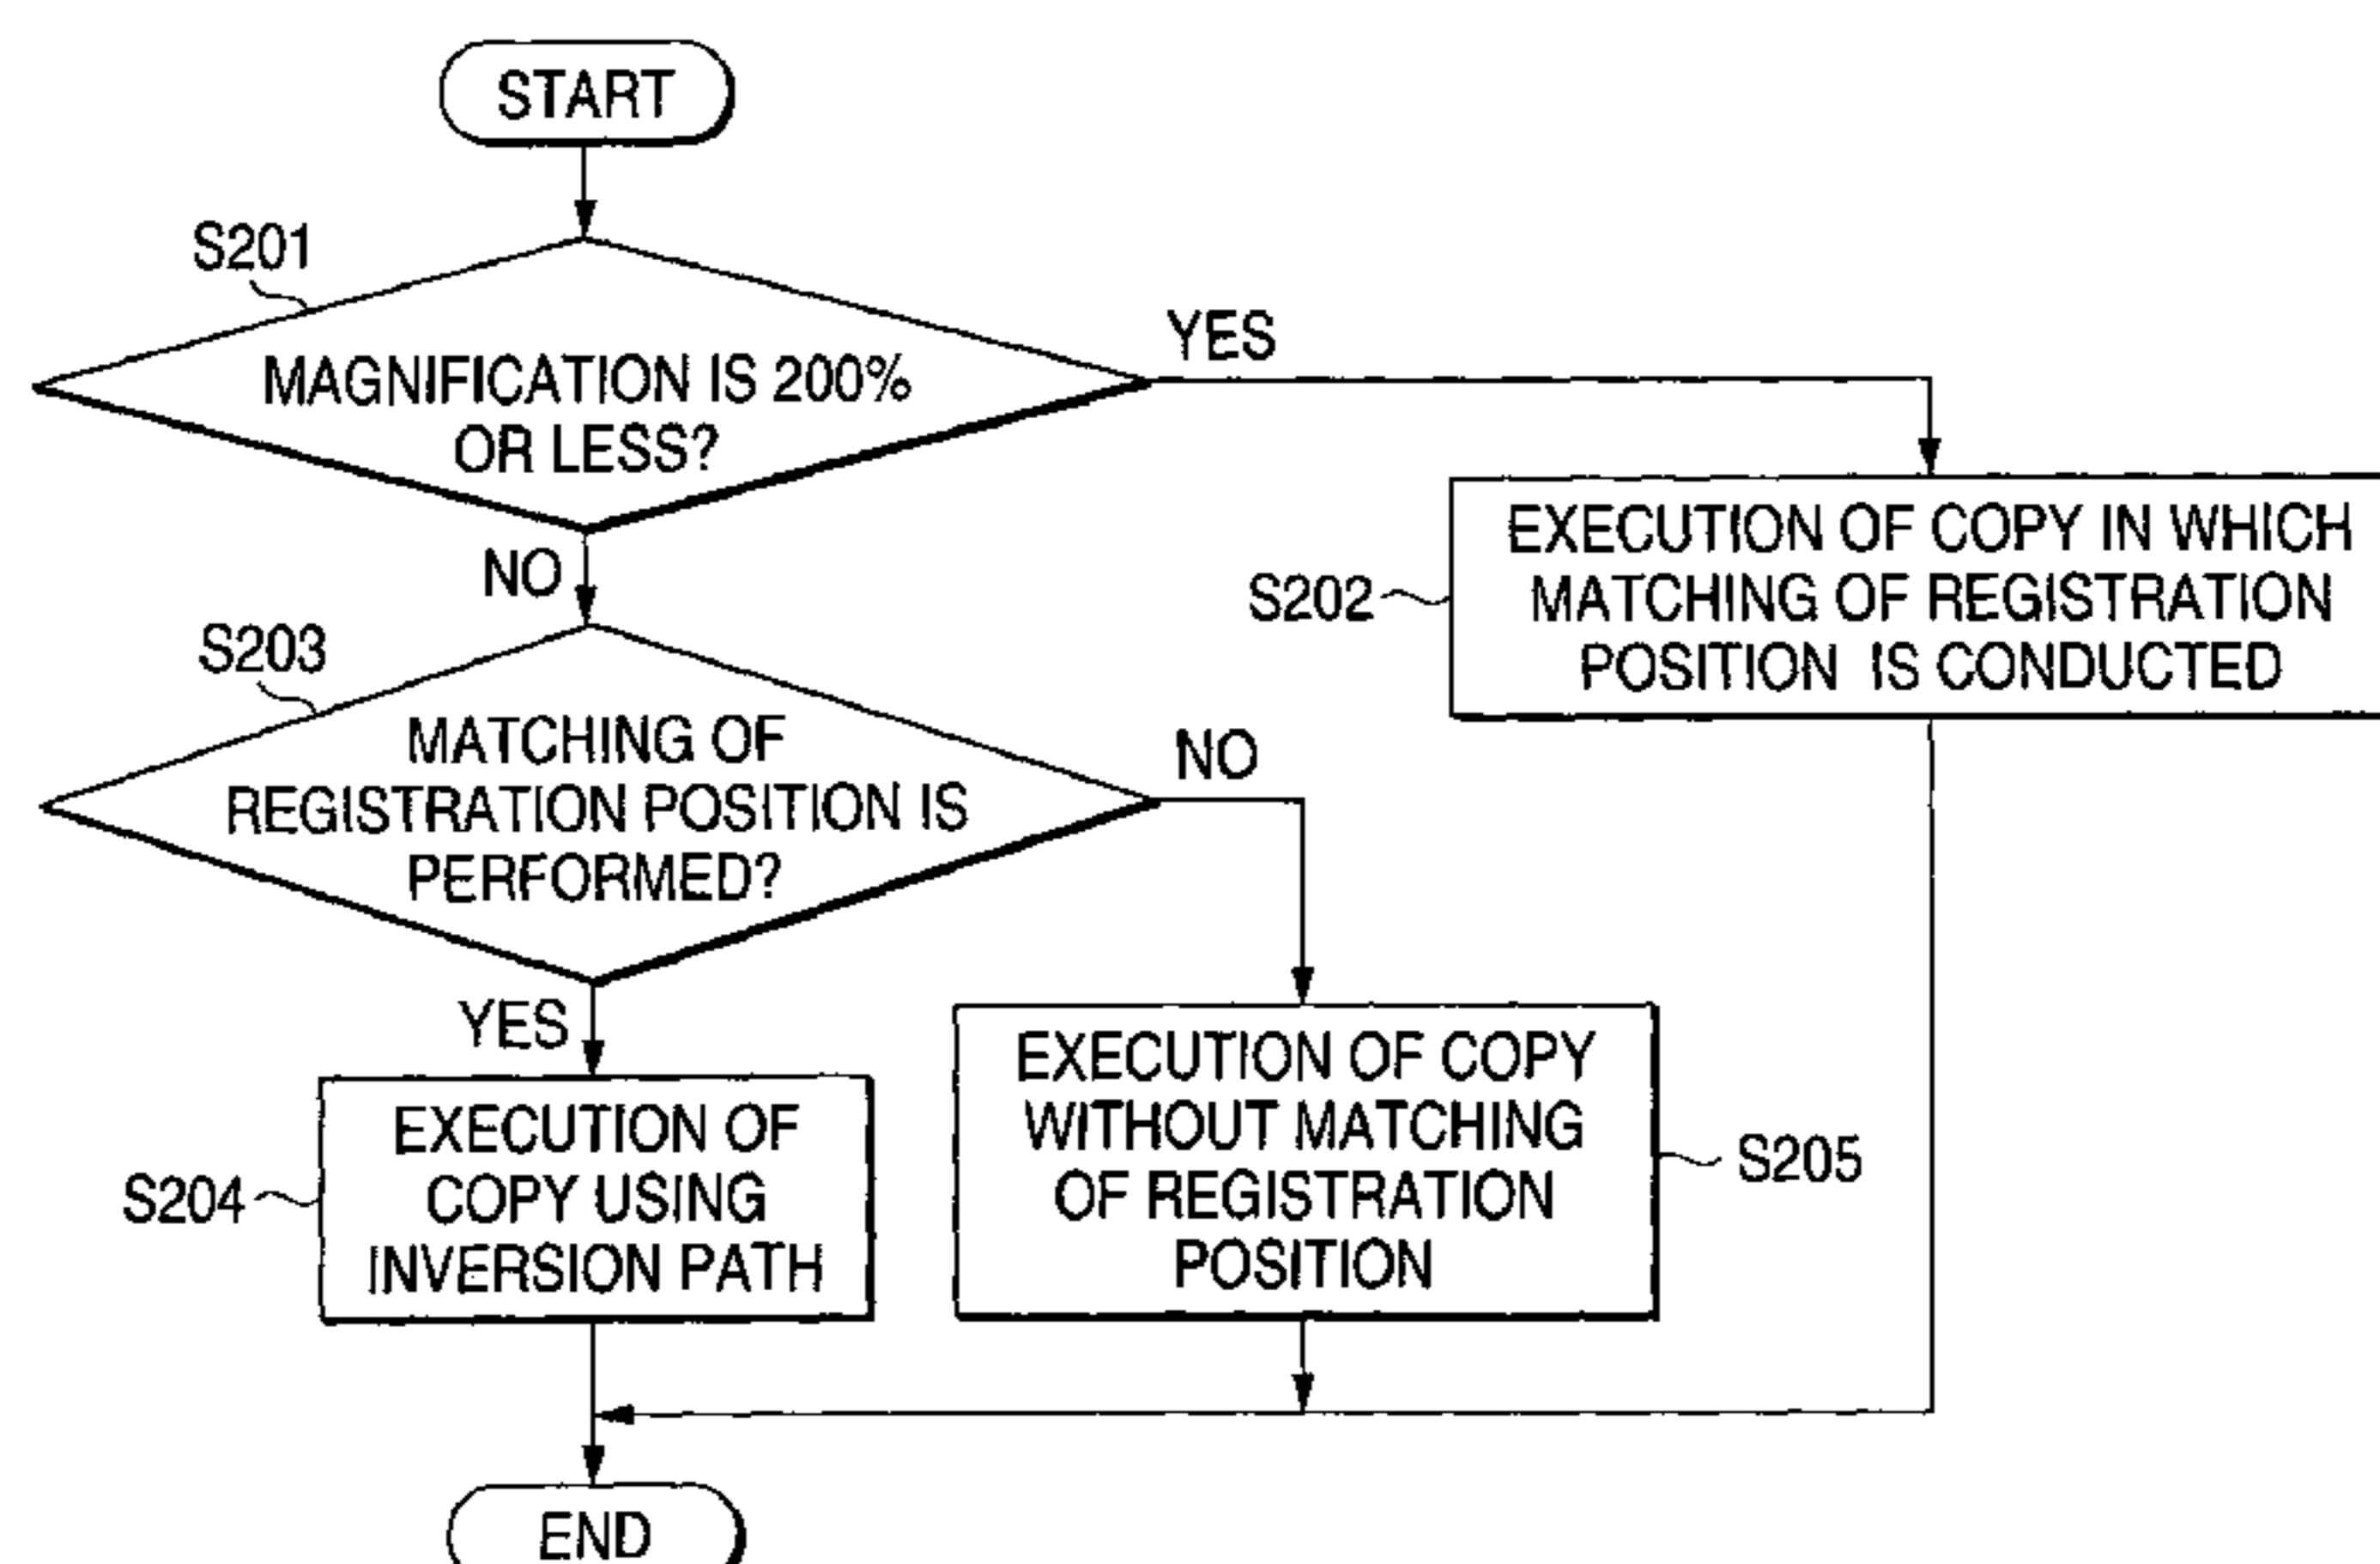 START
S201
MAGNIFICATION IS 200%
OR LESS?
YES
NO
S202
EXECUTION OF COPY IN WHICH
MATCHING OF REGISTRATION
POSITION IS CONDUCTED
S203
MATCHING OF
REGISTRATION POSITION IS
PERFORMED?
NO
YES
S204
EXECUTION OF
COPY USING
INVERSION PATH
EXECUTION OF COPY
WITHOUT MATCHING
OF REGISTRATION
POSITION
S205
END